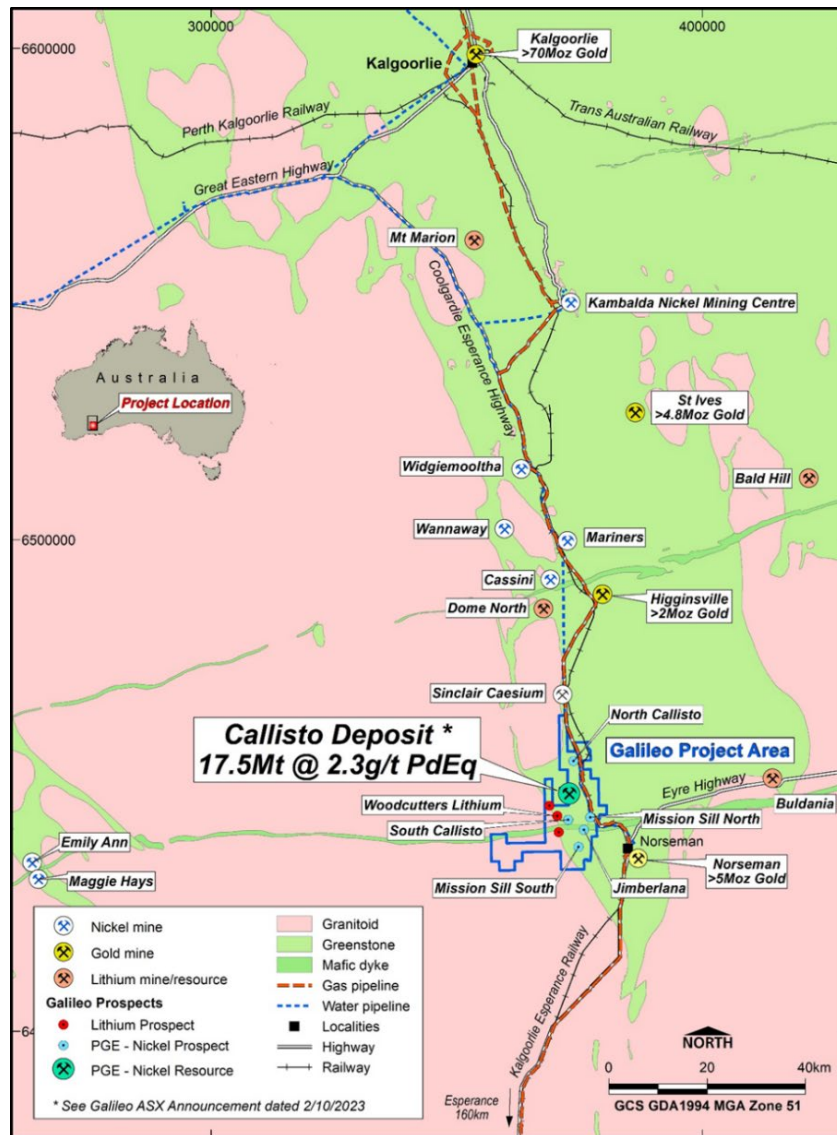 300000
400000
6600000
Kalgoorlie
>70Moz Gold
Kalgoorlie
Perth Kalgoorlie Railway
Trans Australian Railway
Great Eastern Highway
Mt Marion
Coolgardie Esperance Highway
Kambalda Nickel Mining Centre
Australia
Project Location
St Ives
>4.8Moz Gold
Widgiemooltha
Bald Hill
6500000
Wannaway
Mariners
Cassini
Dome North
Higginsville
>2Moz Gold
Sinclair Caesium
North Callisto
Callisto Deposit *
17.5Mt @ 2.3g/t PdEq
Galileo Project Area
Eyre Highway
Buldania
Woodcutters Lithium
South Callisto
Mission Sill North
Norseman
Emily Ann
Maggie Hays
Mission Sill South
Jimberlana
Norseman
>5Moz Gold
Nickel mine
Gold mine
Lithium mine/resource
Galileo Prospects
Lithium Prospect
PGE - Nickel Prospect
PGE - Nickel Resource
Granitoid
Greenstone
Mafic dyke
Gas pipeline
Water pipeline
Localities
Highway
Railway
* See Galileo ASX Announcement dated 2/10/2023
Kalgoorlie Esperance Railway
Esperance
160km
NORTH
0 20 40km
GCS GDA1994 MGA Zone 51